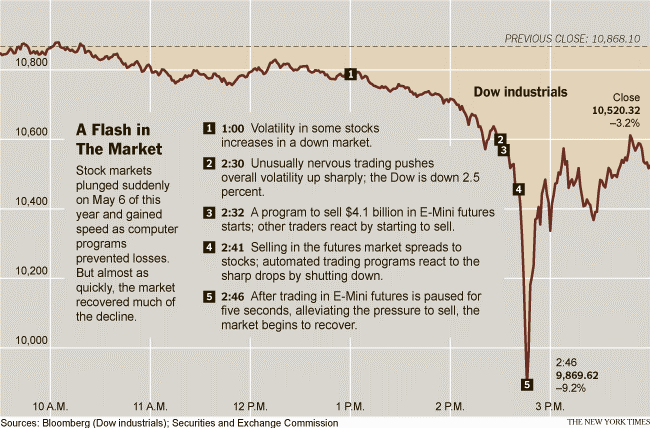 PREVIOUS CLOSE: 10,868.10
10,800
1
Dow industrials
Close
10,520.32
–3.2%
A Flash in
The Market
Stock markets
plunged suddenly
on May 6 of this
year and gained
speed as computer
programs
prevented losses.
But almost as
quickly, the market
recovered much of
the decline.
1 1:00 Volatility in some stocks
increases in a down market.
2 2:30 Unusually nervous trading pushes
overall volatility up sharply; the Dow is down 2.5
percent.
3 2:32 A program to sell $4.1 billion in E-Mini futures
starts; other traders react by starting to sell.
4 2:41 Selling in the futures market spreads to
stocks; automated trading programs react to the
sharp drops by shutting down.
5 2:46 After trading in E-Mini futures is paused for
five seconds, alleviating the pressure to sell, the
market begins to recover.
10,600
2
3
4
10,400
10,200
10,000
2:46
9,869.62
–9.2%
5
10 A.M. 11 A.M. 12 P.M. 1 P.M. 2 P.M. 3 P.M.
Sources: Bloomberg (Dow industrials); Securities and Exchange Commission
THE NEW YORK TIMES